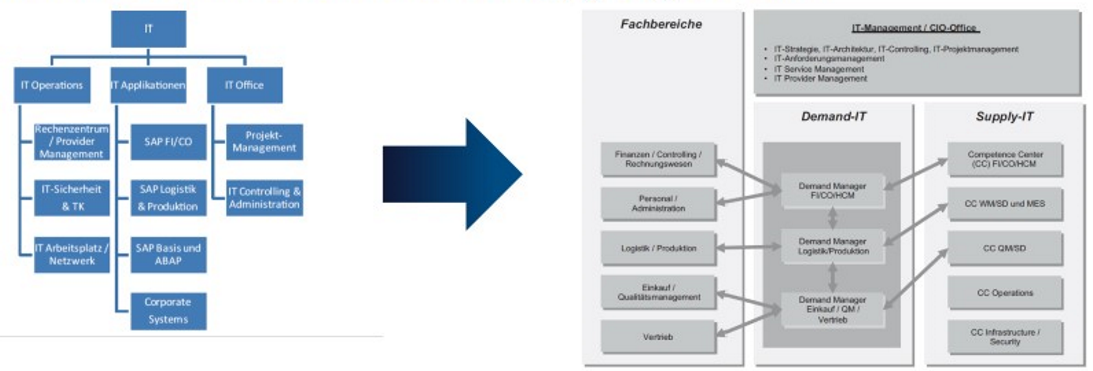 IT
IT Operations
IT Applikationen
IT Office
Rechenzentrum
/ Provider
Management
SAP FI/CO
Projekt-
Management
IT-Sicherheit
& TK
SAP Logistik
& Produktion
IT Controlling &
Administration
IT Arbeitsplatz /
Netzwerk
SAP Basis und
ABAP
Corporate
Systems
Fachbereiche
IT-Management / CIO-Office
• IT-Strategie, IT-Architektur, IT-Controlling, IT-Projektmanagement
• IT-Anforderungsmanagement
• IT Service Management
• IT Provider Management
Demand-IT
Supply-IT
Finanzen / Controlling /
Rechnungswesen
Personal /
Administration
Logistik / Produktion
Einkauf /
Qualitätsmanagement
Vertrieb
Demand Manager
FI/CO/HCM
Demand Manager
Logistik/Produktion
Demand Manager
Einkauf / QM /
Vertrieb
Competence Center
(CC) FI/CO/HCM
CC WM/SD und MES
CC QM/SD
CC Operations
CC Infrastructure /
Security